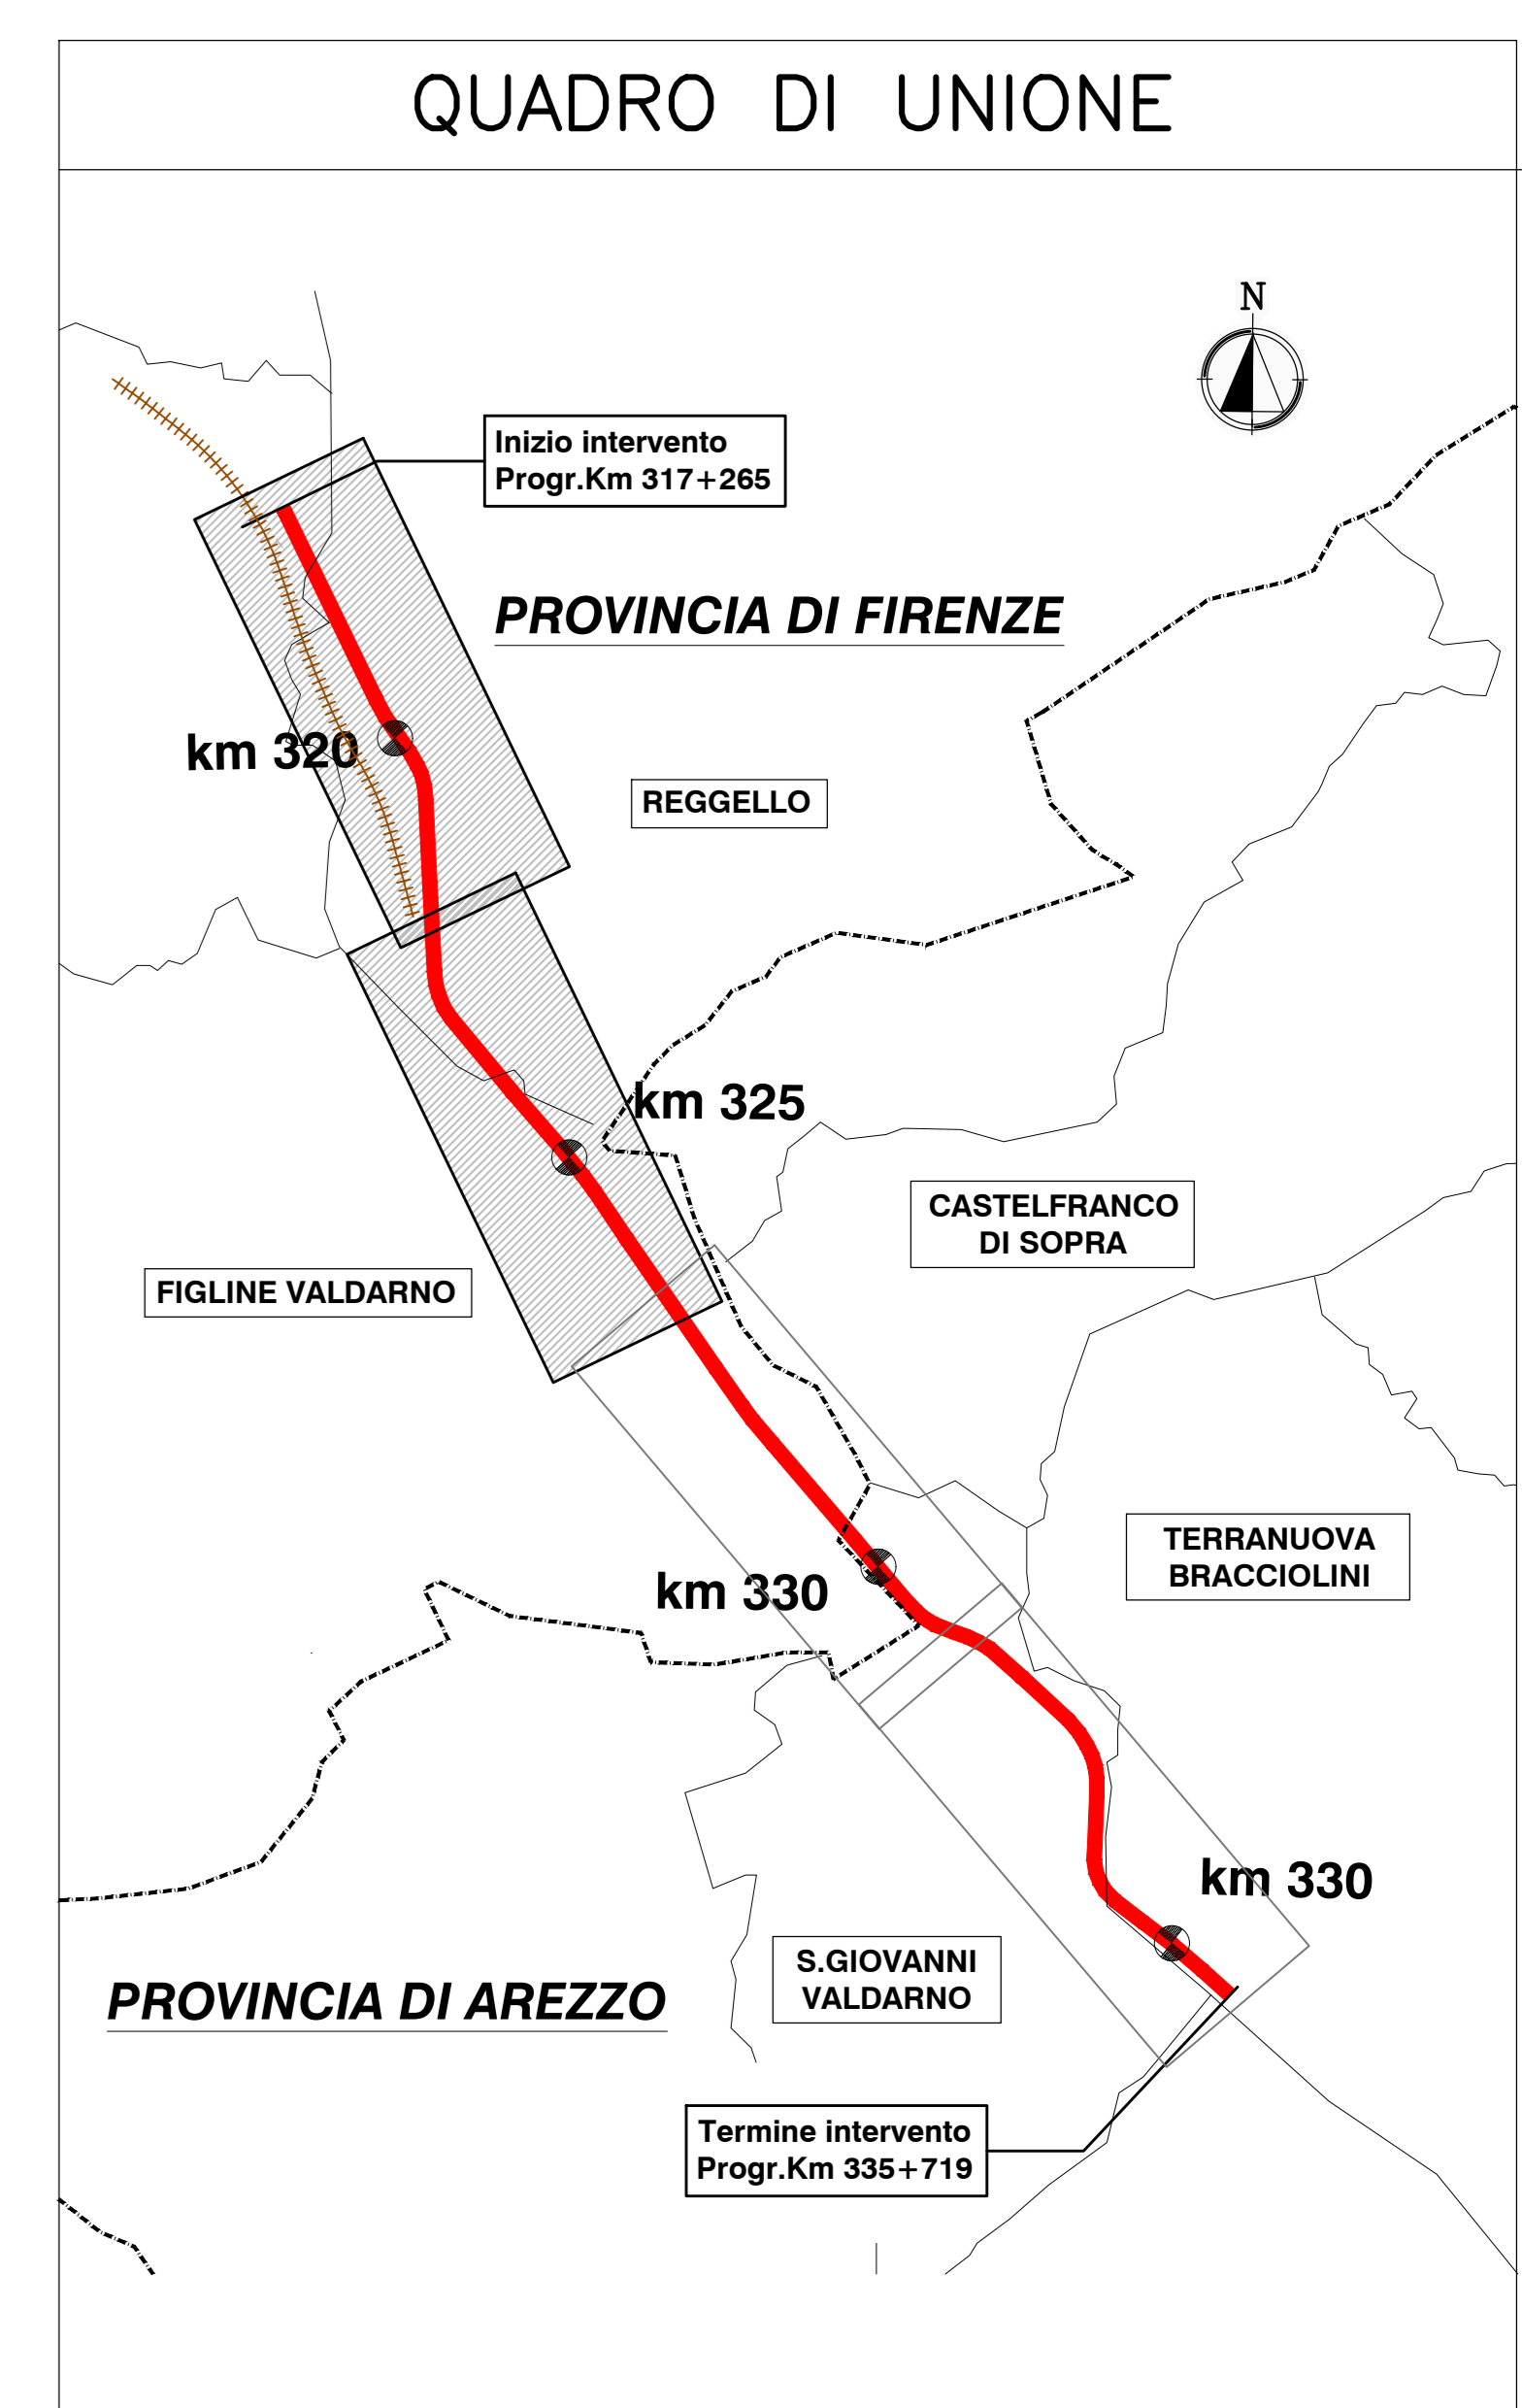 QUADRO DI UNIONE
N
Inizio intervento
Progr.Km 317+265
PROVINCIA DI FIRENZE
km 320
REGGELLO
km 325
CASTELFRANCO
DI SOPRA
FIGLINE VALDARNO
TERRANUOVA
BRACCIOLINI
km 330
km 330
S.GIOVANNI
VALDARNO
PROVINCIA DI AREZZO
Termine intervento
Progr.Km 335+719